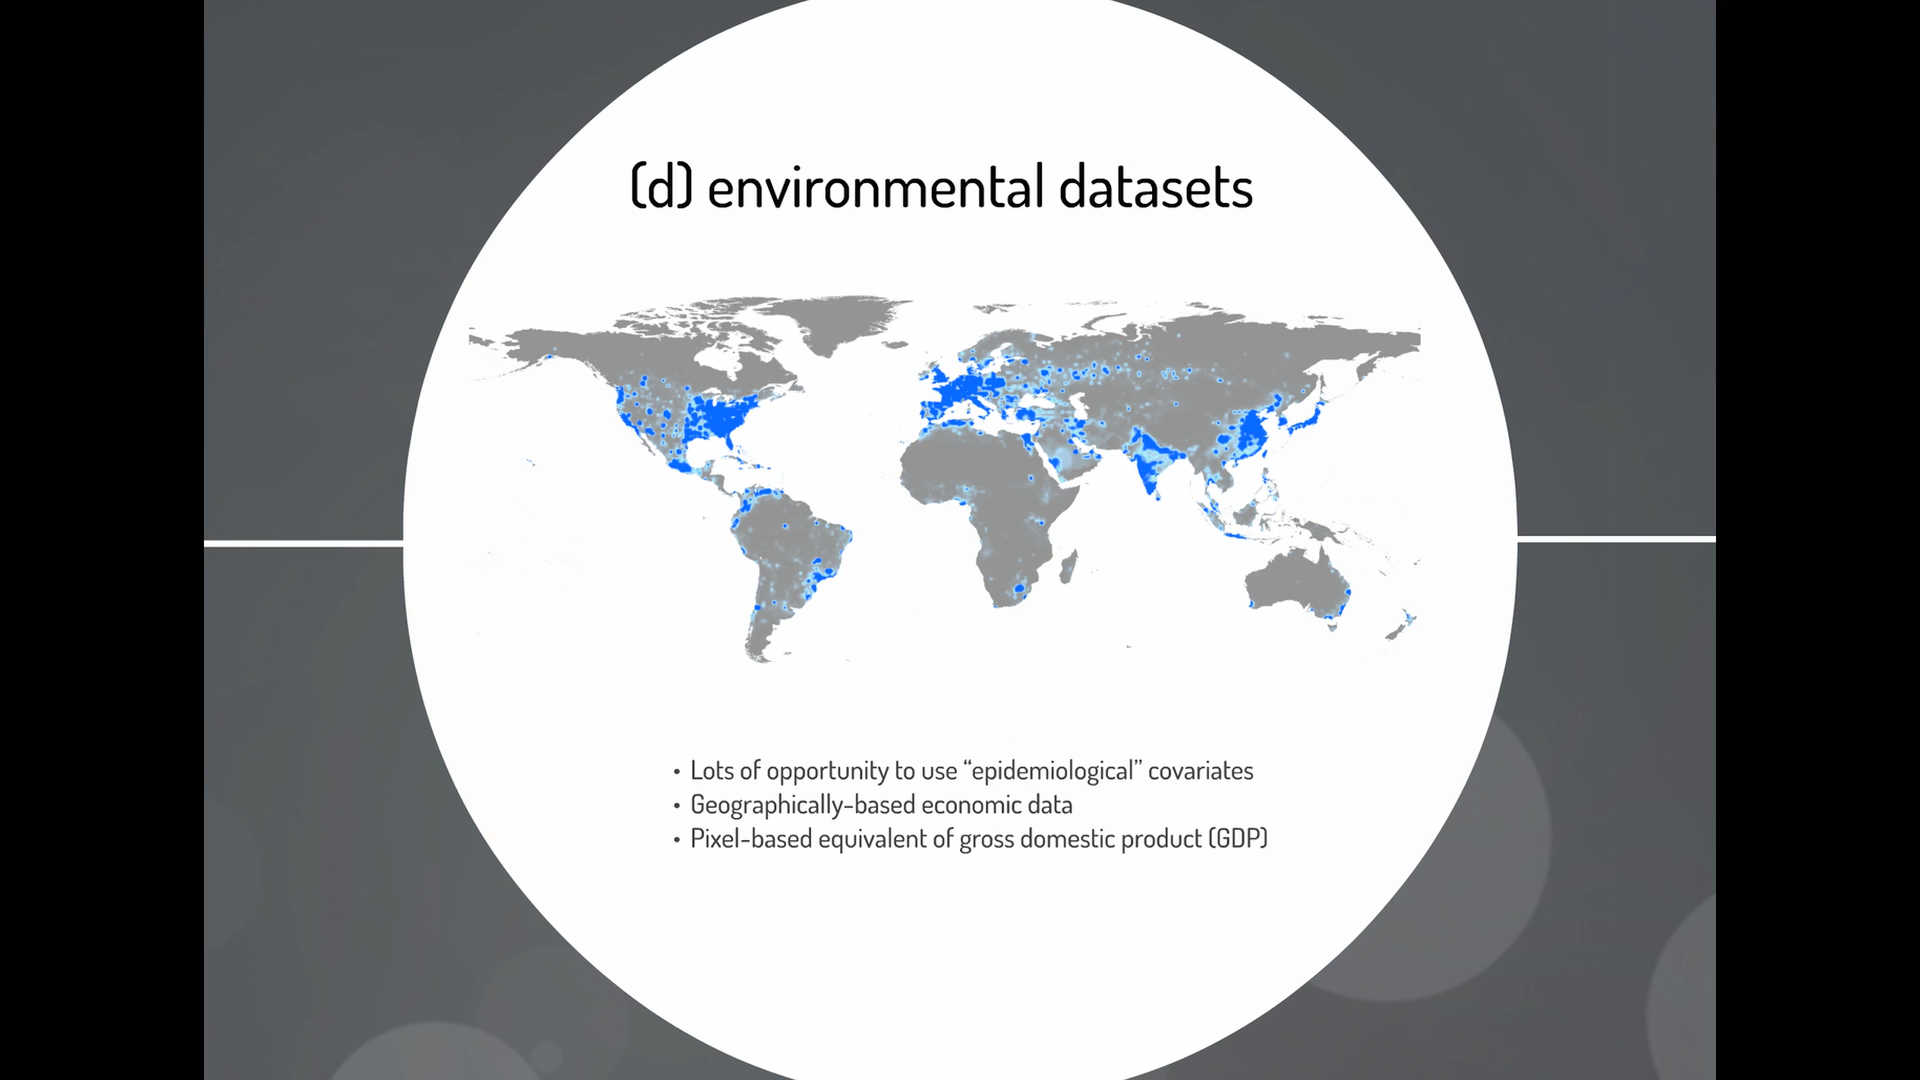 (d) environmental datasets
• Lots of opportunity to use “epidemiological” covariates
• Geographically-based economic data
• Pixel-based equivalent of gross domestic product (GDP)